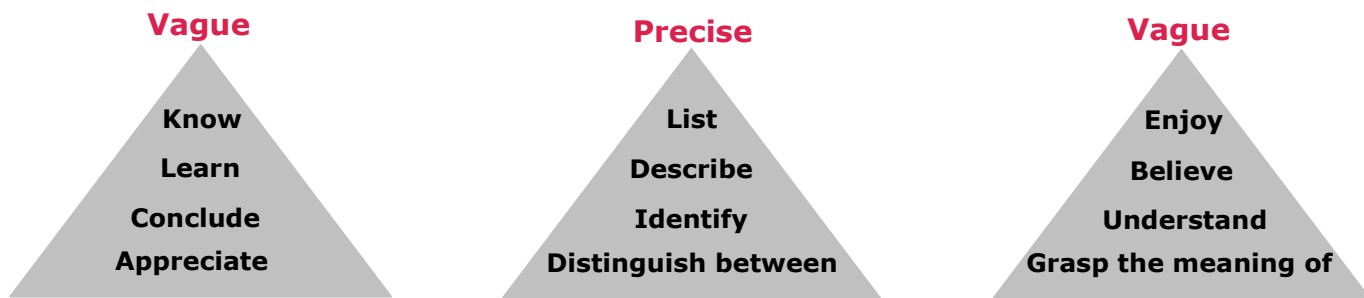 Vague
Know
Learn
Conclude
Appreciate
Precise
List
Describe
Identify
Distinguish between
Vague
Enjoy
Believe
Understand
Grasp the meaning of